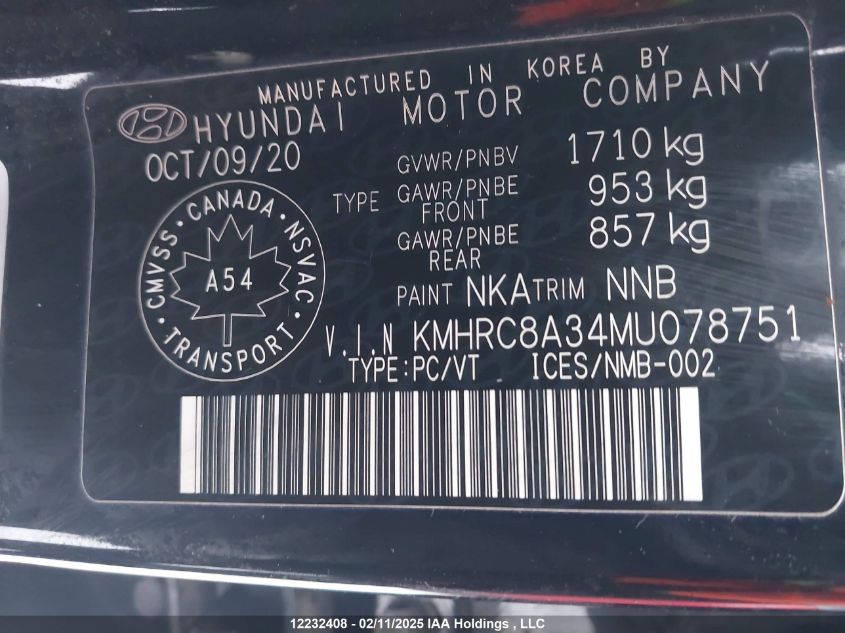 MANUFACTURED IN KOREA BY
HYUNDAI MOTOR COMPANY
OCT/09/20
GVWR/PNBV 1710 kg
TYPE GAWR/PNBE FRONT 953 kg
GAWR/PNBE REAR 857 kg
CANADA · NSVAC · TRANSPORT · CMVSS ·
A54
PAINT NKA TRIM NNB
V.I.N KMHRC8A34MU078751
TYPE:PC/VT ICES/NMB-002
12232408 - 02/11/2025 IAA Holdings , LLC